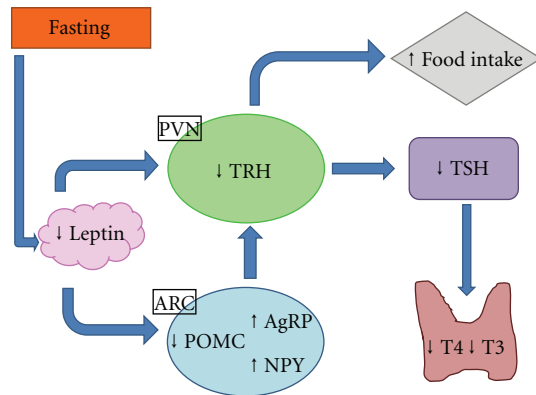 Fasting
↑ Food intake
PVN
↓ TRH
↓ TSH
↓ Leptin
ARC
↑ AgRP
↓ POMC
↑ NPY
↓ T4 ↓ T3